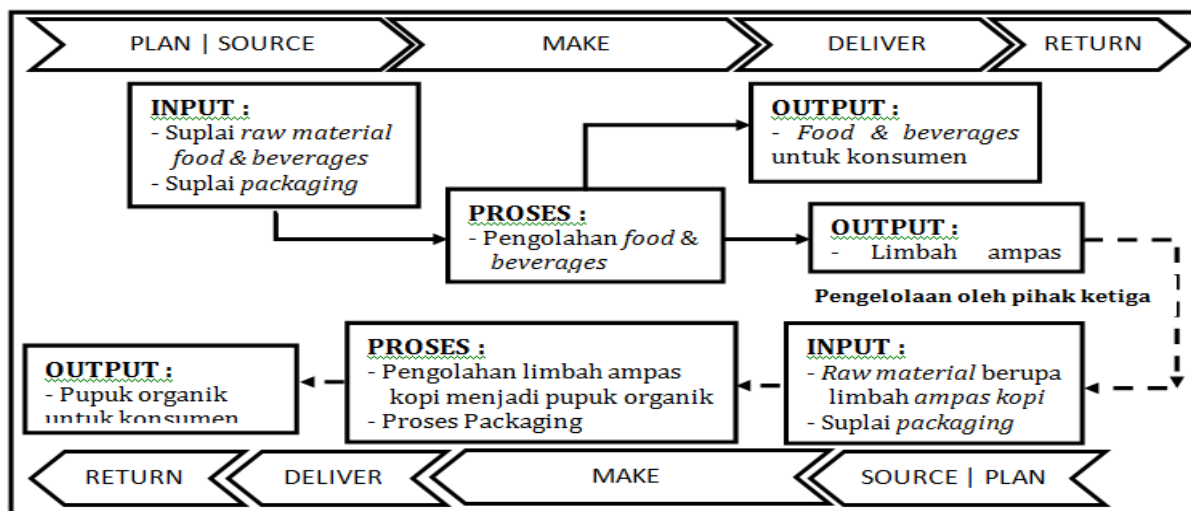 PLAN | SOURCE
MAKE
DELIVER
RETURN
INPUT :
- Suplai raw material
food & beverages
- Suplai packaging
OUTPUT :
- Food & beverages
untuk konsumen
PROSES :
- Pengolahan food &
beverages
OUTPUT :
- Limbah ampas
Pengelolaan oleh pihak ketiga
OUTPUT :
- Pupuk organik
untuk konsumen
PROSES :
- Pengolahan limbah ampas
kopi menjadi pupuk organik
- Proses Packaging
INPUT :
- Raw material berupa
limbah ampas kopi
- Suplai packaging
RETURN
DELIVER
MAKE
SOURCE | PLAN